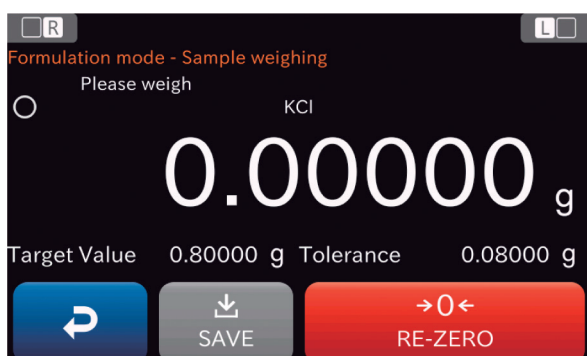 R L
Formulation mode - Sample weighing
Please weigh
KCl
0.00000 g
Target Value 0.80000 g Tolerance 0.08000 g
→0←
SAVE RE-ZERO